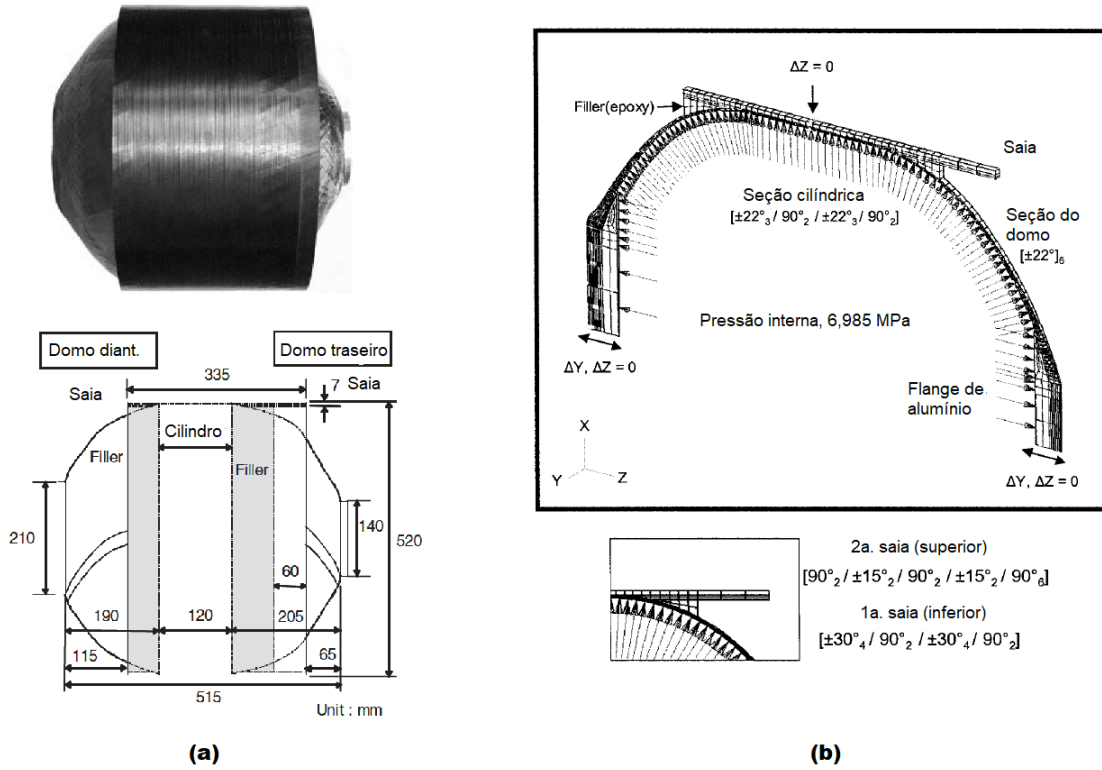 Domo diant.
Domo traseiro
335
Saia
7
Saia
Cilindro
Filler
Filler
210
140
520
60
190
120
205
115
65
515
Unit : mm
(a)
ΔZ = 0
Filler(epoxy)
Saia
Seção cilíndrica
[±22°₃ / 90°₂ / ±22°₃ / 90°₂]
Seção do
domo
[±22°]₆
Pressão interna, 6,985 MPa
ΔY, ΔZ = 0
Flange de
alumínio
X
Y
Z
ΔY, ΔZ = 0
2a. saia (superior)
[90°₂ / ±15°₂ / 90°₂ / ±15°₂ / 90°₆]
1a. saia (inferior)
[±30°₄ / 90°₂ / ±30°₄ / 90°₂]
(b)